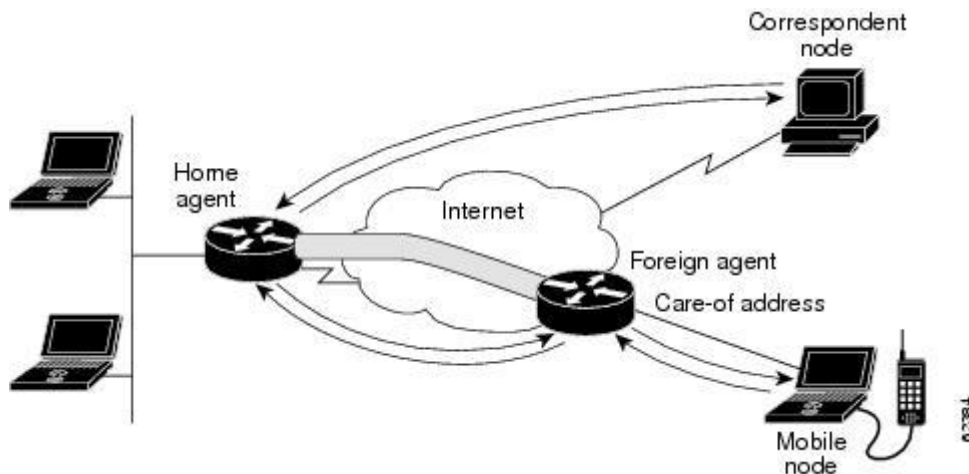 Correspondent
node
Home
agent
Internet
Foreign agent
Care-of address
Mobile
node